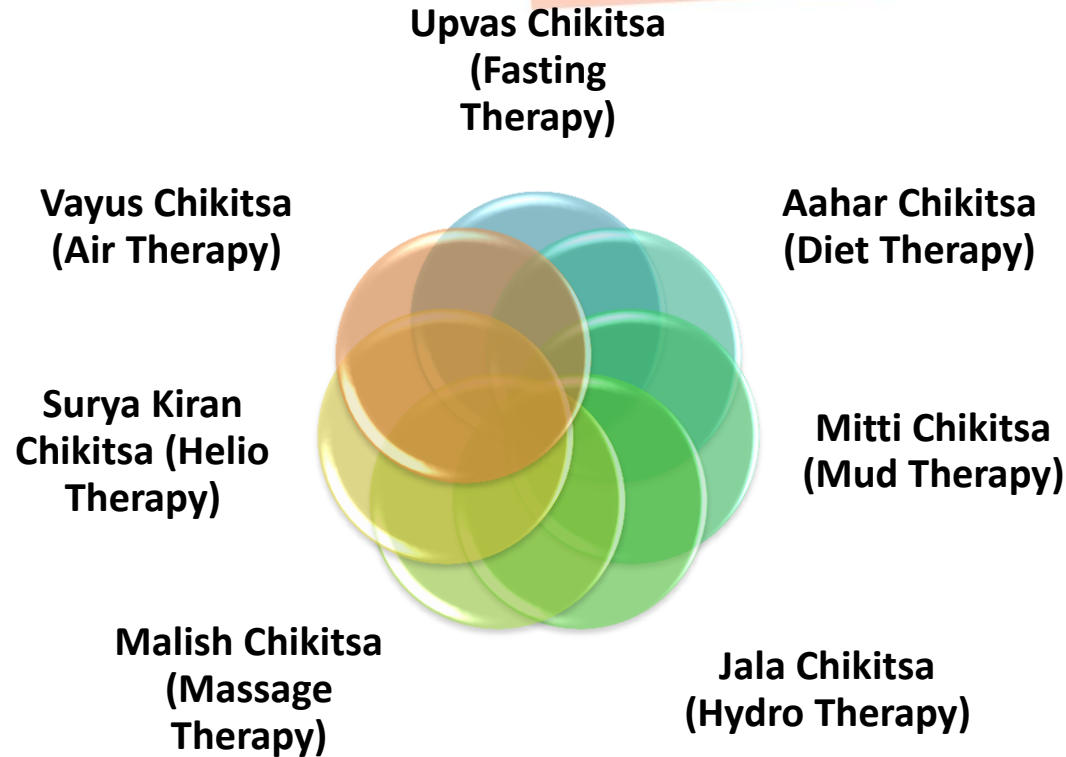 Upvas Chikitsa
(Fasting
Therapy)
Vayus Chikitsa
(Air Therapy)
Aahar Chikitsa
(Diet Therapy)
Surya Kiran
Chikitsa (Helio
Therapy)
Mitti Chikitsa
(Mud Therapy)
Malish Chikitsa
(Massage
Therapy)
Jala Chikitsa
(Hydro Therapy)